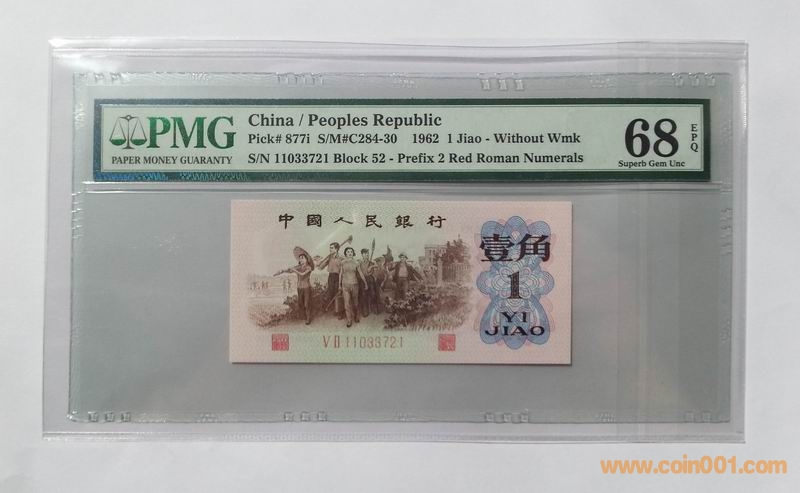 PMG
PAPER MONEY GUARANTY
China / Peoples Republic
Pick# 877i S/M#C284-30 1962 1 Jiao - Without Wmk
S/N 11033721 Block 52 - Prefix 2 Red Roman Numerals
68
EPQ
Superb Gem Unc
中國人民銀行
壹角
1
YI
JIAO
V II 11033721
www.coin001.com